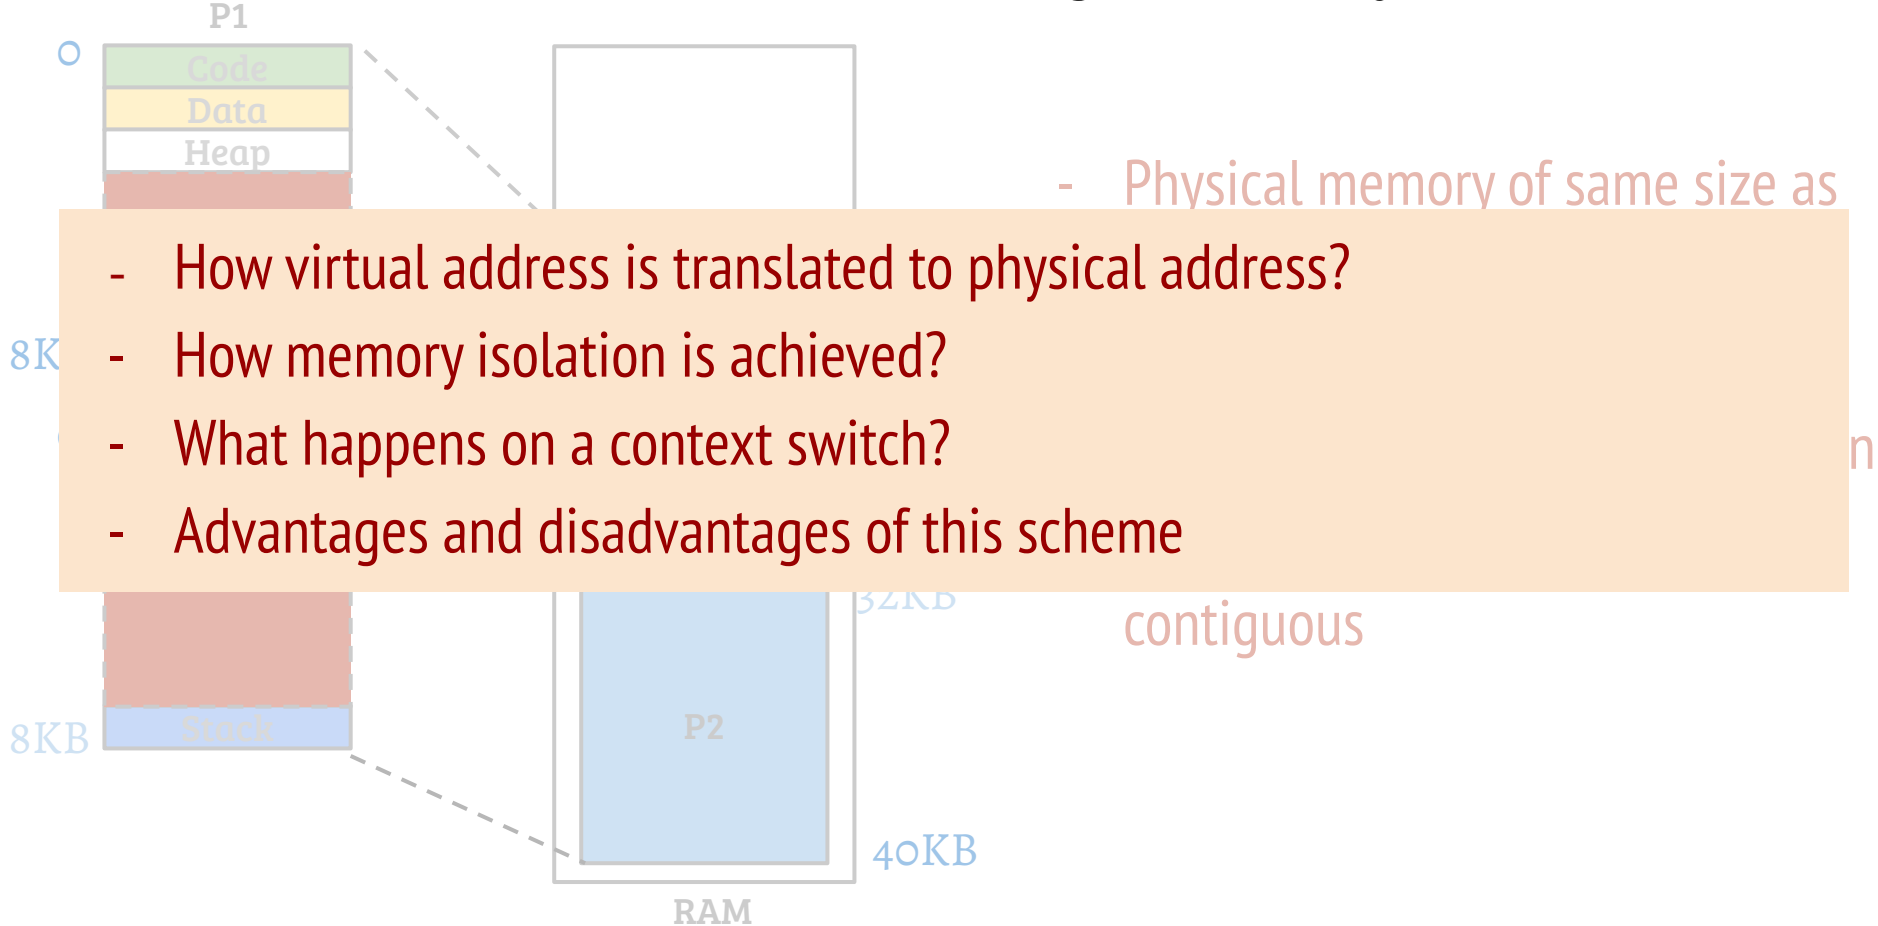 P1
0
Code
Data
Heap
- Physical memory of same size as
- How virtual address is translated to physical address?
8K
- How memory isolation is achieved?
- What happens on a context switch?
n
- Advantages and disadvantages of this scheme
32KB
contiguous
8KB
Stack
P2
40KB
RAM